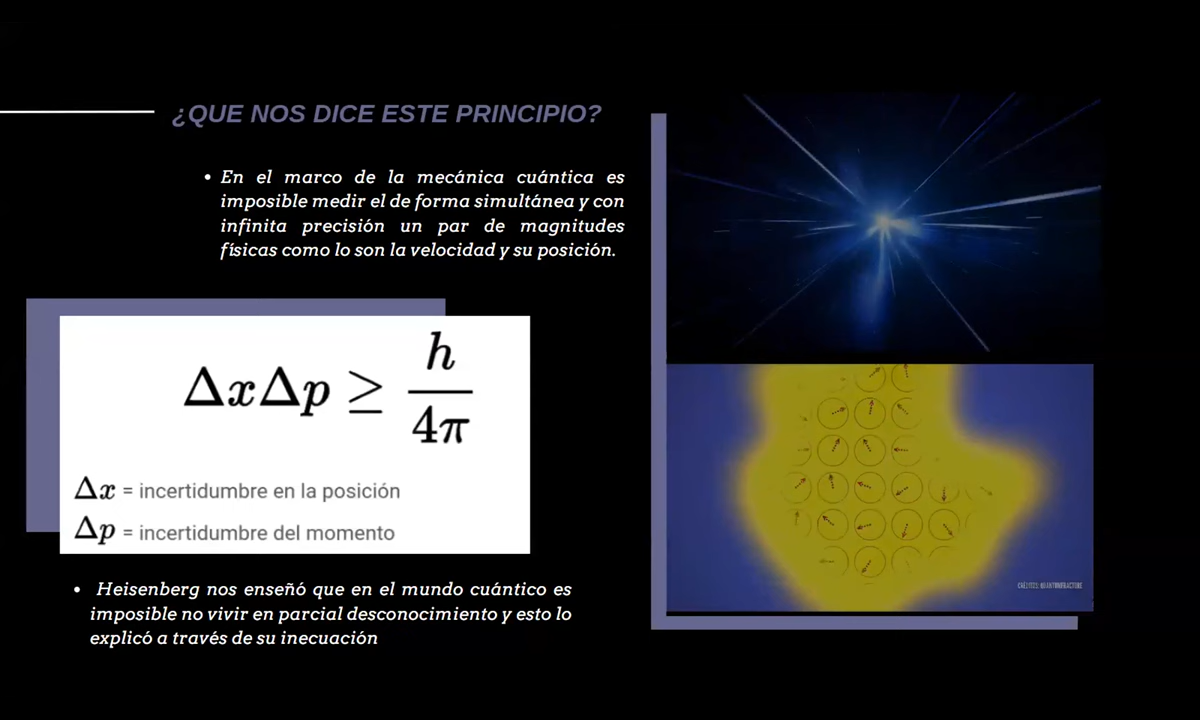 ¿QUE NOS DICE ESTE PRINCIPIO?
• En el marco de la mecánica cuántica es
imposible medir el de forma simultánea y con
infinita precisión un par de magnitudes
físicas como lo son la velocidad y su posición.
ΔxΔp ≥ h/4π
Δx = incertidumbre en la posición
Δp = incertidumbre del momento
• Heisenberg nos enseñó que en el mundo cuántico es
imposible no vivir en parcial desconocimiento y esto lo
explicó a través de su inecuación